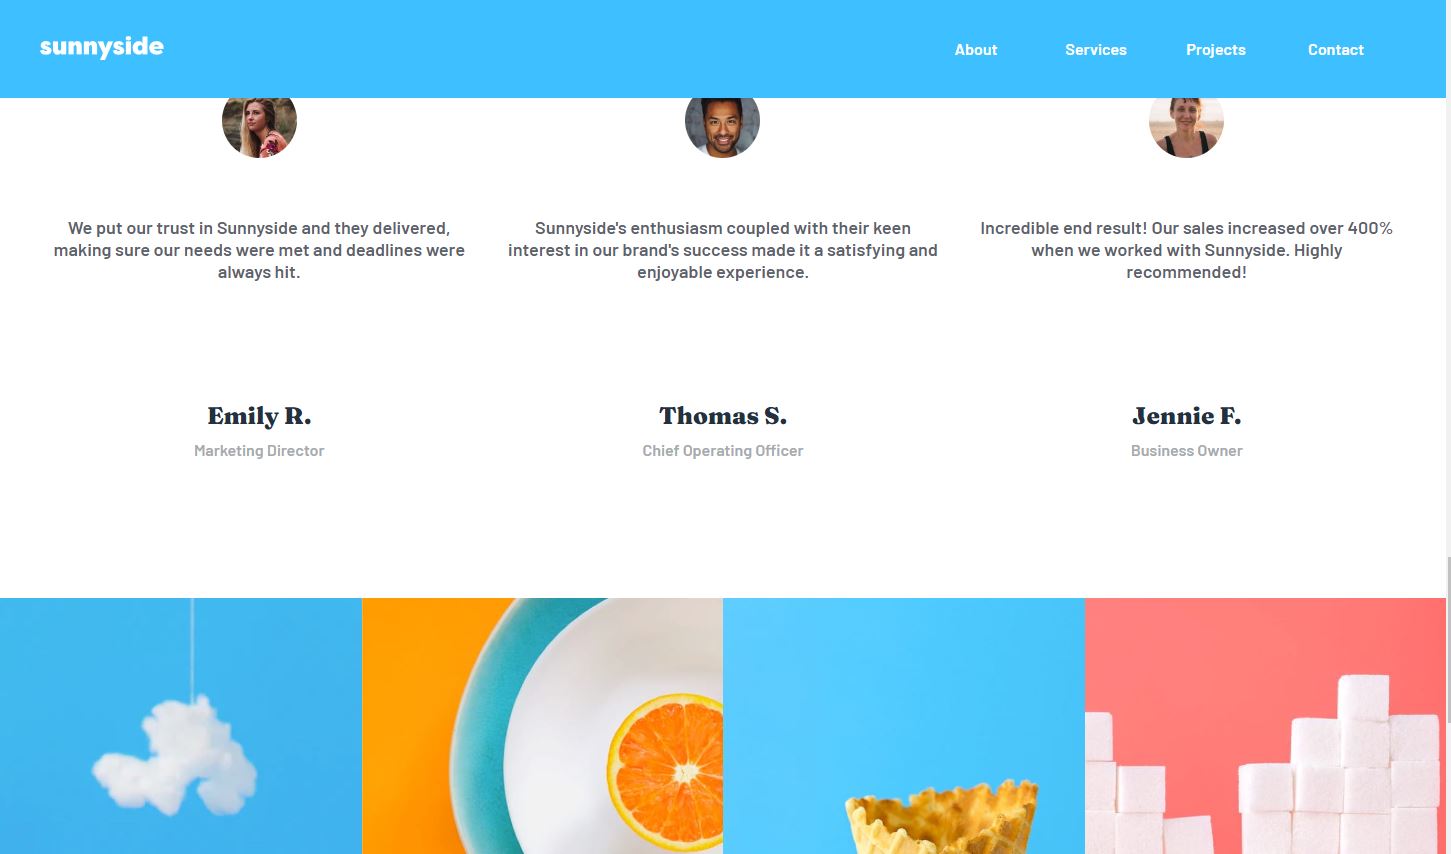 sunnyside
About Services Projects Contact
We put our trust in Sunnyside and they delivered,
making sure our needs were met and deadlines were
always hit.
Sunnyside's enthusiasm coupled with their keen
interest in our brand's success made it a satisfying and
enjoyable experience.
Incredible end result! Our sales increased over 400%
when we worked with Sunnyside. Highly
recommended!
Emily R.
Marketing Director
Thomas S.
Chief Operating Officer
Jennie F.
Business Owner